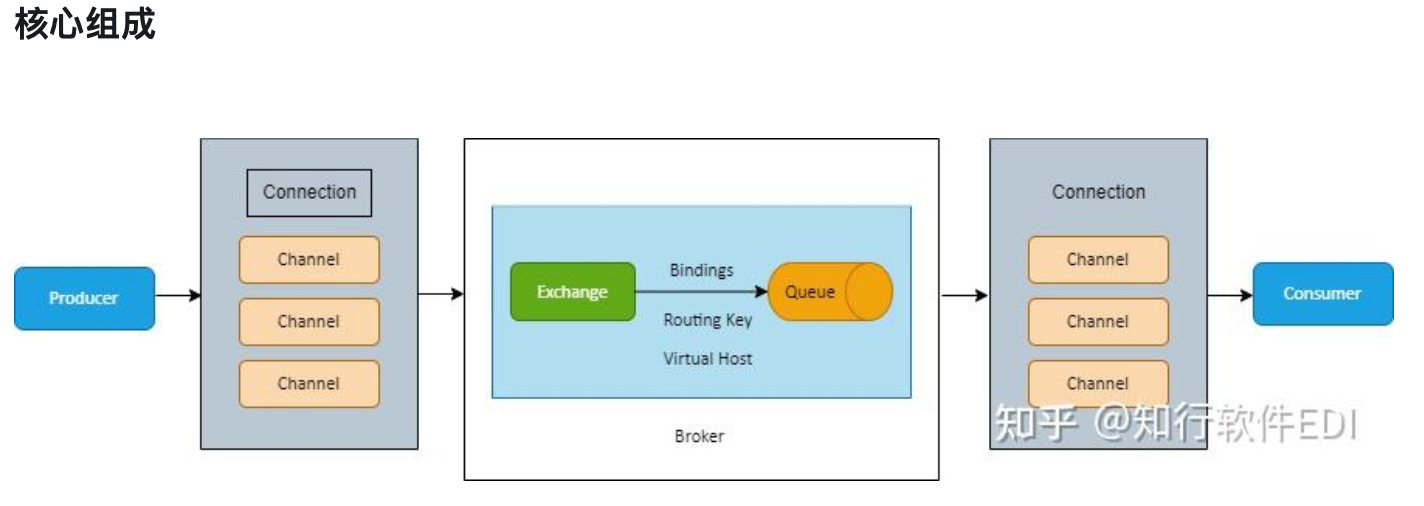 核心组成
Producer
Connection
Channel
Channel
Channel
Exchange
Bindings
Routing Key
Virtual Host
Queue
Broker
Connection
Channel
Channel
Channel
Consumer
知乎 @知行软件EDI